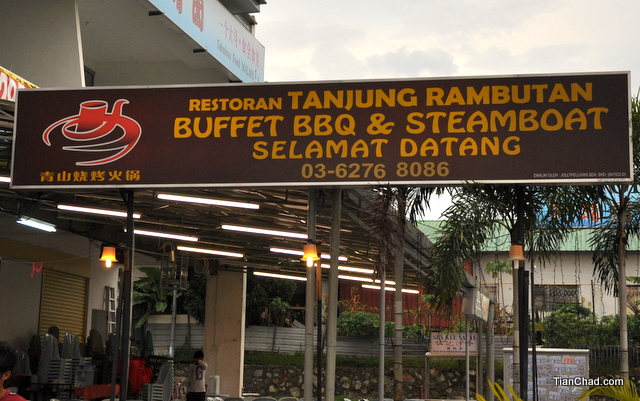 RESTORAN TANJUNG RAMBUTAN
BUFFET BBQ & STEAMBOAT
SELAMAT DATANG
03-6276 8086
青山烧烤火锅
TianChad.com